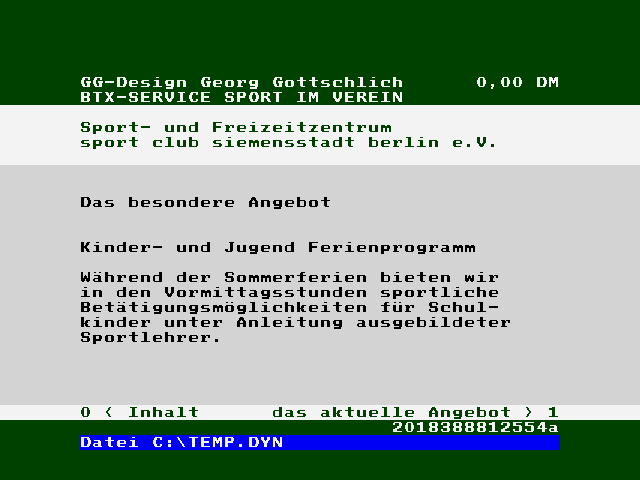 GG-Design Georg Gottschlich 0,00 DM
BTX-SERVICE SPORT IM VEREIN
Sport- und Freizeitzentrum
sport club siemensstadt berlin e.V.
Das besondere Angebot
Kinder- und Jugend Ferienprogramm
Während der Sommerferien bieten wir
in den Vormittagsstunden sportliche
Betätigungsmöglichkeiten für Schul-
kinder unter Anleitung ausgebildeter
Sportlehrer.
0 < Inhalt das aktuelle Angebot > 1
2018388812554a
Datei C:\TEMP.DYN